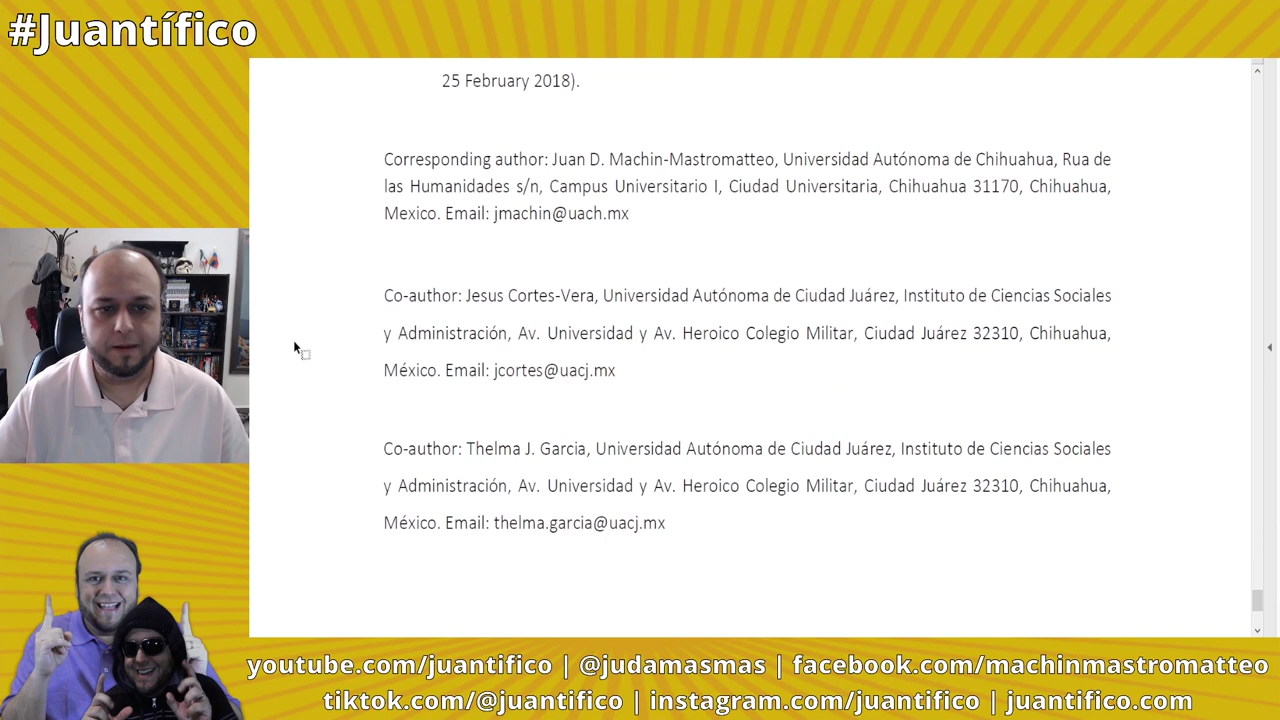 #Juantífico
25 February 2018).
Corresponding author: Juan D. Machin-Mastromatteo, Universidad Autónoma de Chihuahua, Rua de
las Humanidades s/n, Campus Universitario I, Ciudad Universitaria, Chihuahua 31170, Chihuahua,
Mexico. Email: jmachin@uach.mx
Co-author: Jesus Cortes-Vera, Universidad Autónoma de Ciudad Juárez, Instituto de Ciencias Sociales
y Administración, Av. Universidad y Av. Heroico Colegio Militar, Ciudad Juárez 32310, Chihuahua,
México. Email: jcortes@uacj.mx
Co-author: Thelma J. Garcia, Universidad Autónoma de Ciudad Juárez, Instituto de Ciencias Sociales
y Administración, Av. Universidad y Av. Heroico Colegio Militar, Ciudad Juárez 32310, Chihuahua,
México. Email: thelma.garcia@uacj.mx
youtube.com/juantifico | @judamasmas | facebook.com/machinmastromatteo
tiktok.com/@juantifico | instagram.com/juantifico | juantifico.com